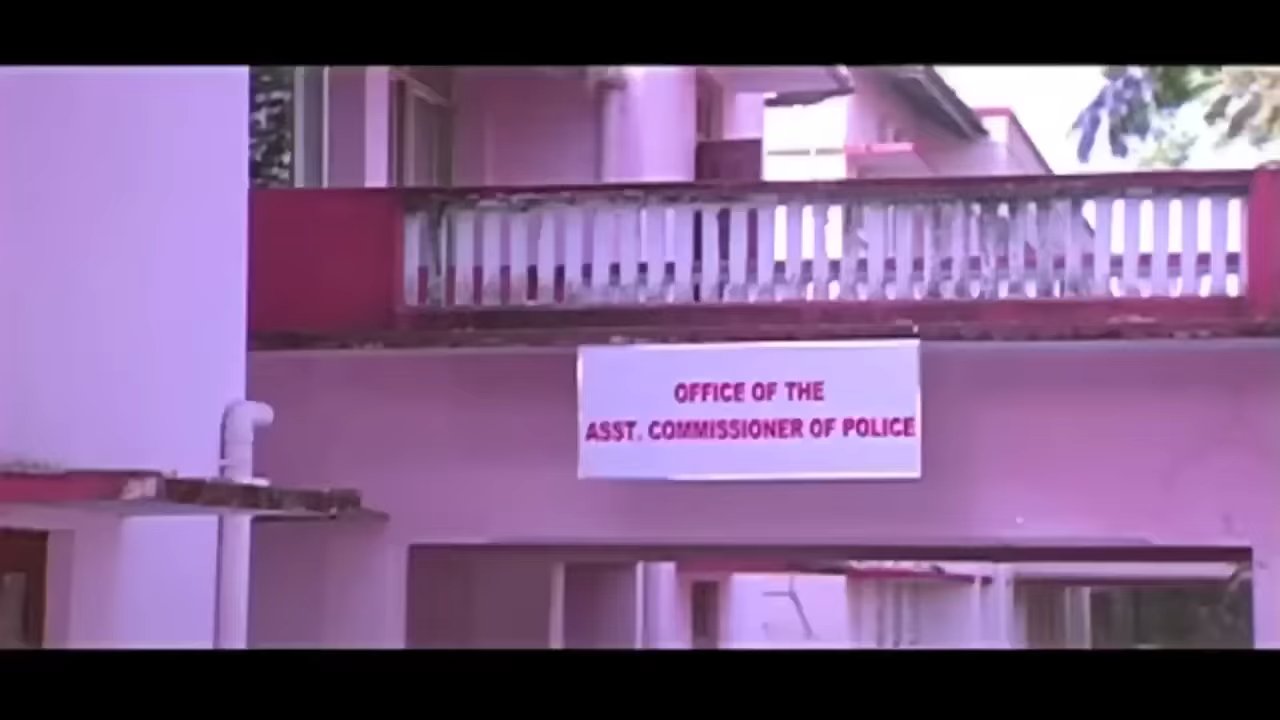 OFFICE OF THE
ASST. COMMISSIONER OF POLICE